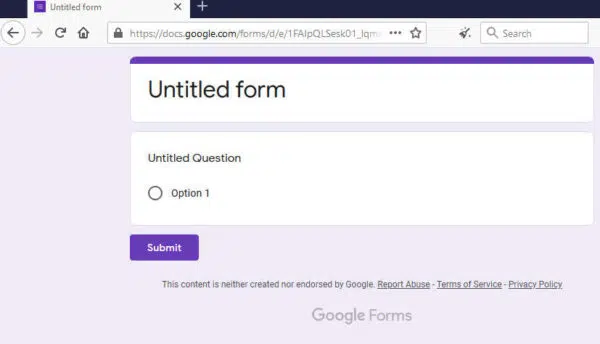 Untitled form
https://docs.google.com/forms/d/e/1FAIpQLSesk01_Iqm
Search
Untitled form
Untitled Question
Option 1
Submit
This content is neither created nor endorsed by Google. Report Abuse - Terms of Service - Privacy Policy
Google Forms